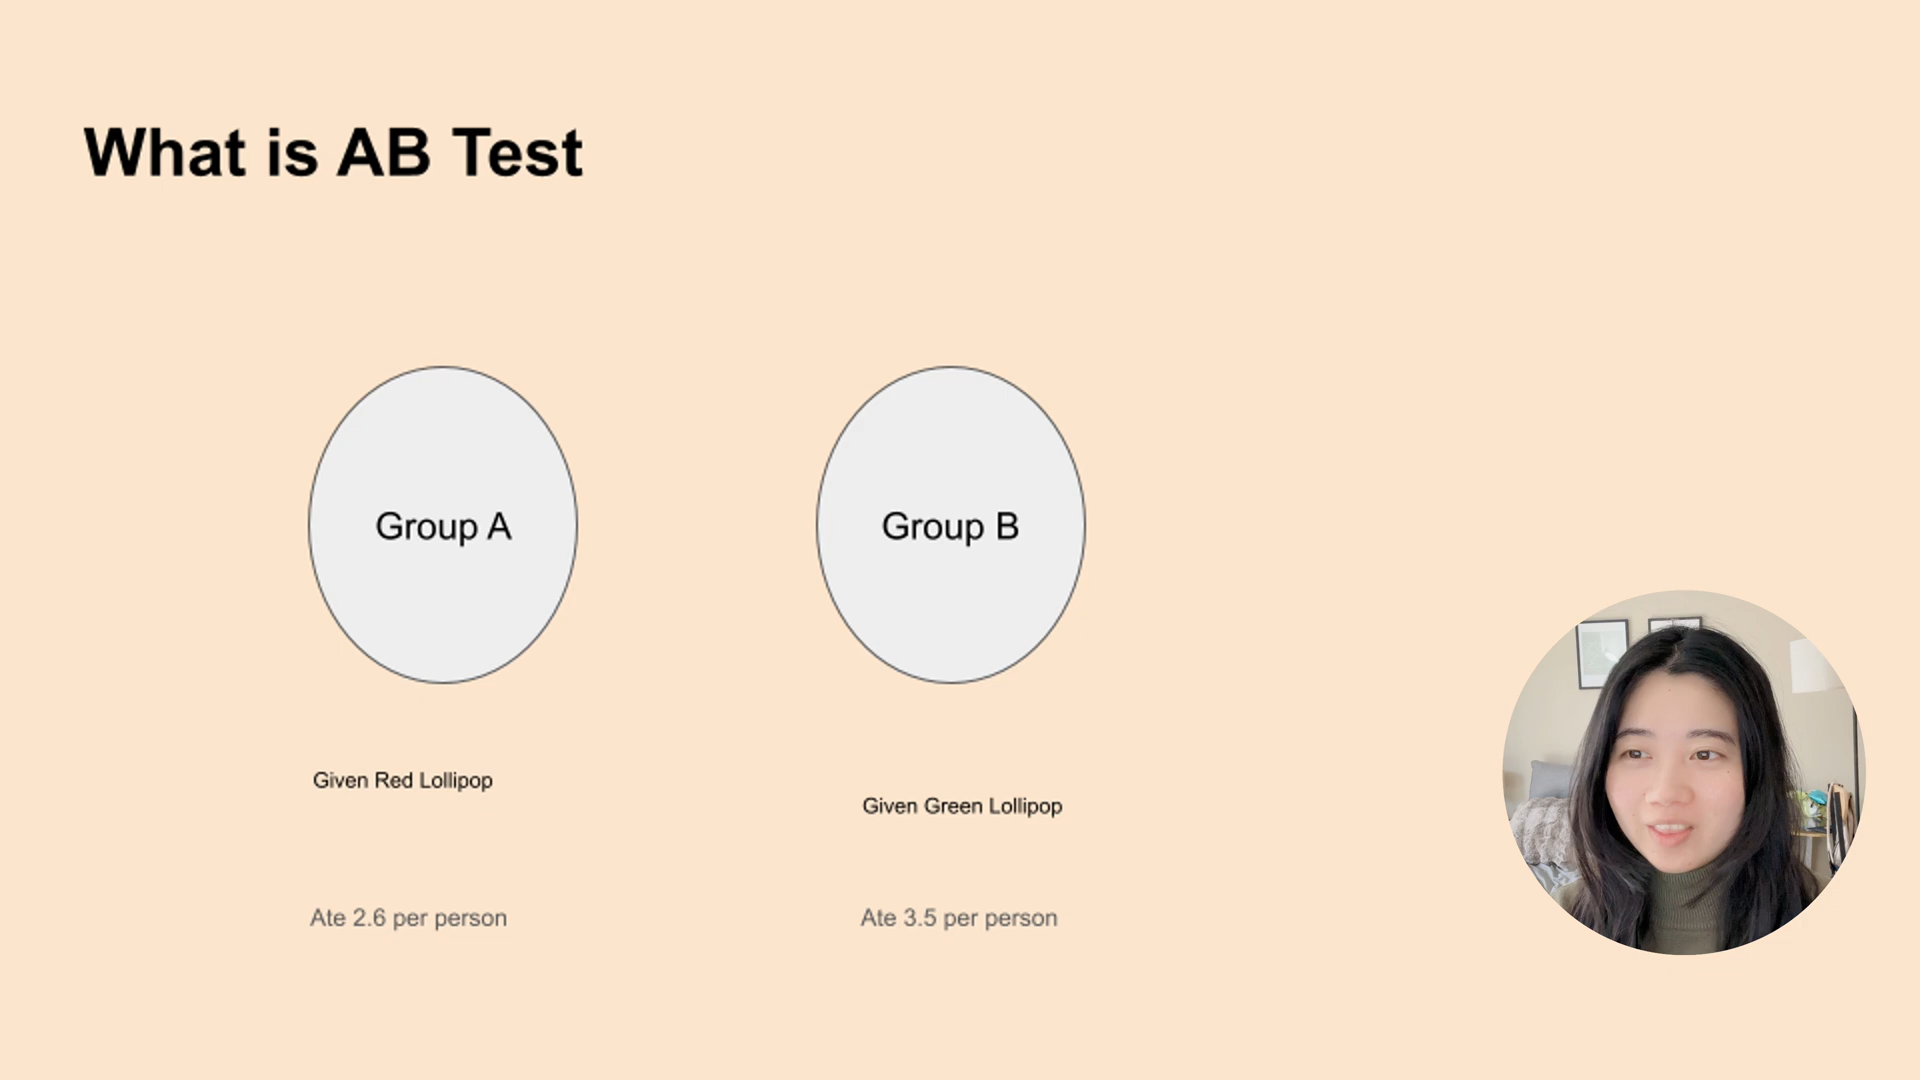 What is AB Test
Group A
Group B
Given Red Lollipop
Given Green Lollipop
Ate 2.6 per person
Ate 3.5 per person